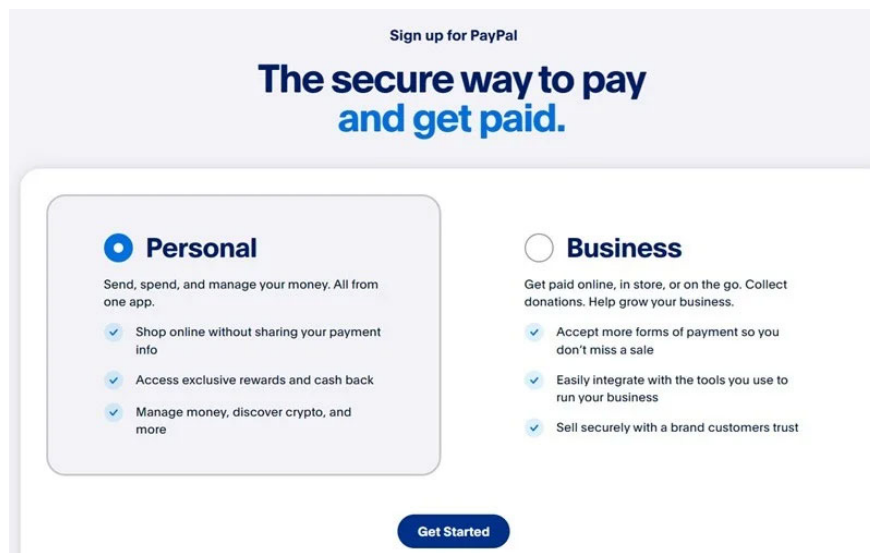 Sign up for PayPal
The secure way to pay
and get paid.
Personal
Send, spend, and manage your money. All from
one app.
Shop online without sharing your payment
info
Access exclusive rewards and cash back
Manage money, discover crypto, and
more
Business
Get paid online, in store, or on the go. Collect
donations. Help grow your business.
Accept more forms of payment so you
don't miss a sale
Easily integrate with the tools you use to
run your business
Sell securely with a brand customers trust
Get Started